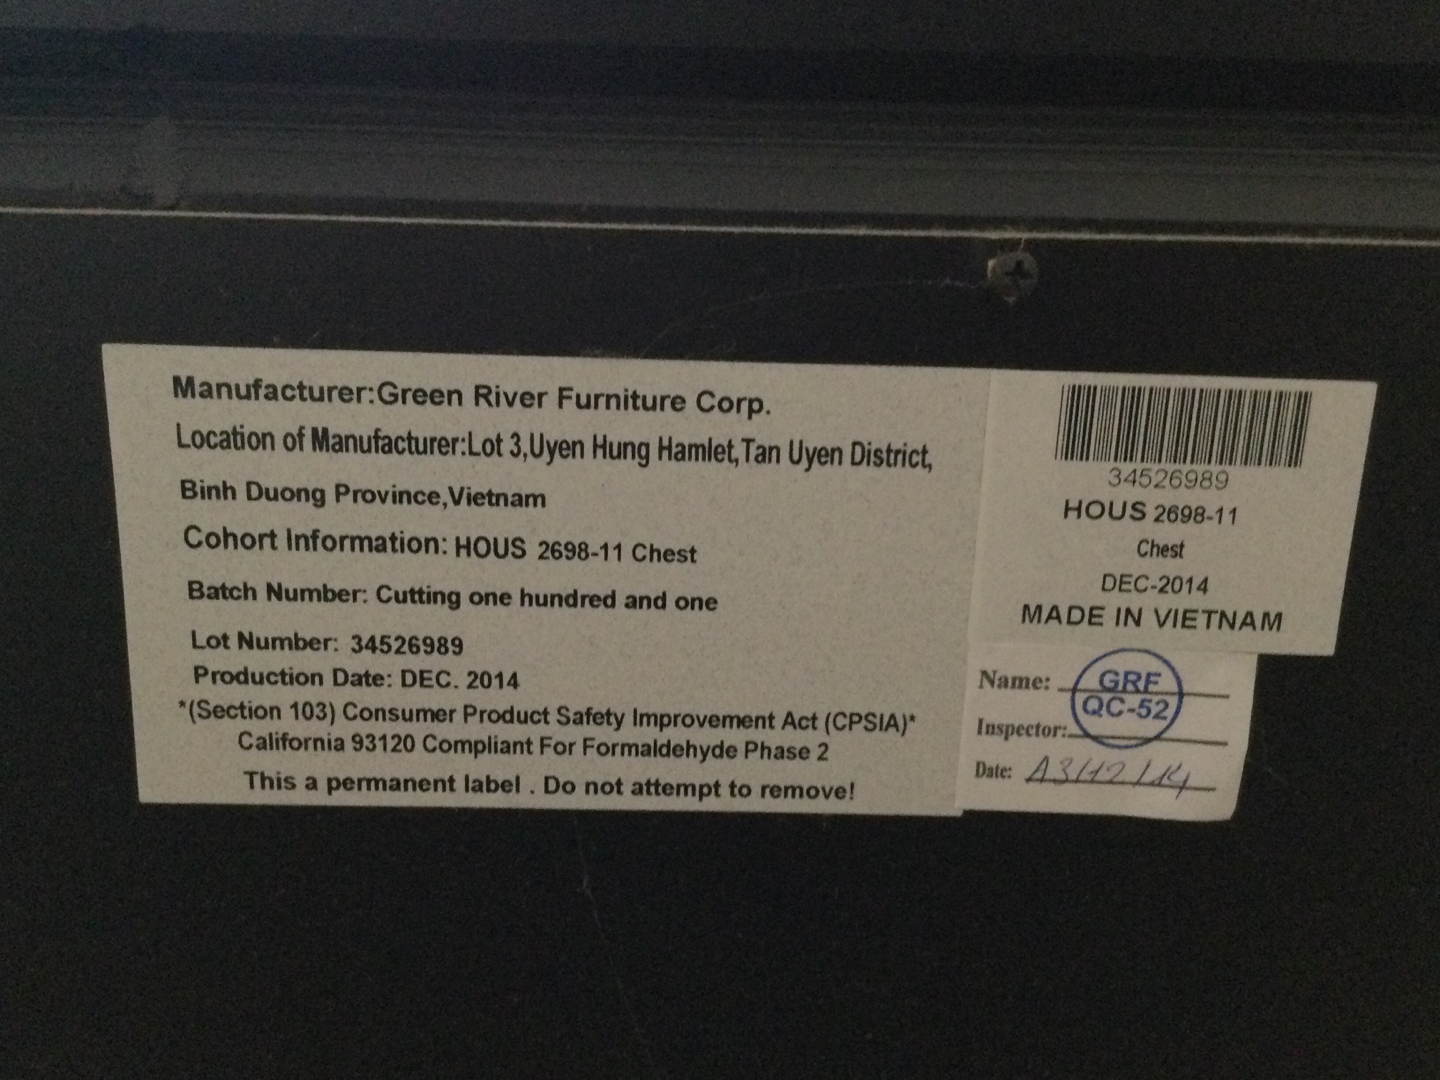 Manufacturer:Green River Furniture Corp.
Location of Manufacturer:Lot 3,Uyen Hung Hamlet,Tan Uyen District,
Binh Duong Province,Vietnam
Cohort Information: HOUS 2698-11 Chest
Batch Number: Cutting one hundred and one
Lot Number: 34526989
Production Date: DEC. 2014
*(Section 103) Consumer Product Safety Improvement Act (CPSIA)*
California 93120 Compliant For Formaldehyde Phase 2
This a permanent label . Do not attempt to remove!
34526989
HOUS 2698-11
Chest
DEC-2014
MADE IN VIETNAM
Name:
GRF
QC-52
Inspector:
Date: